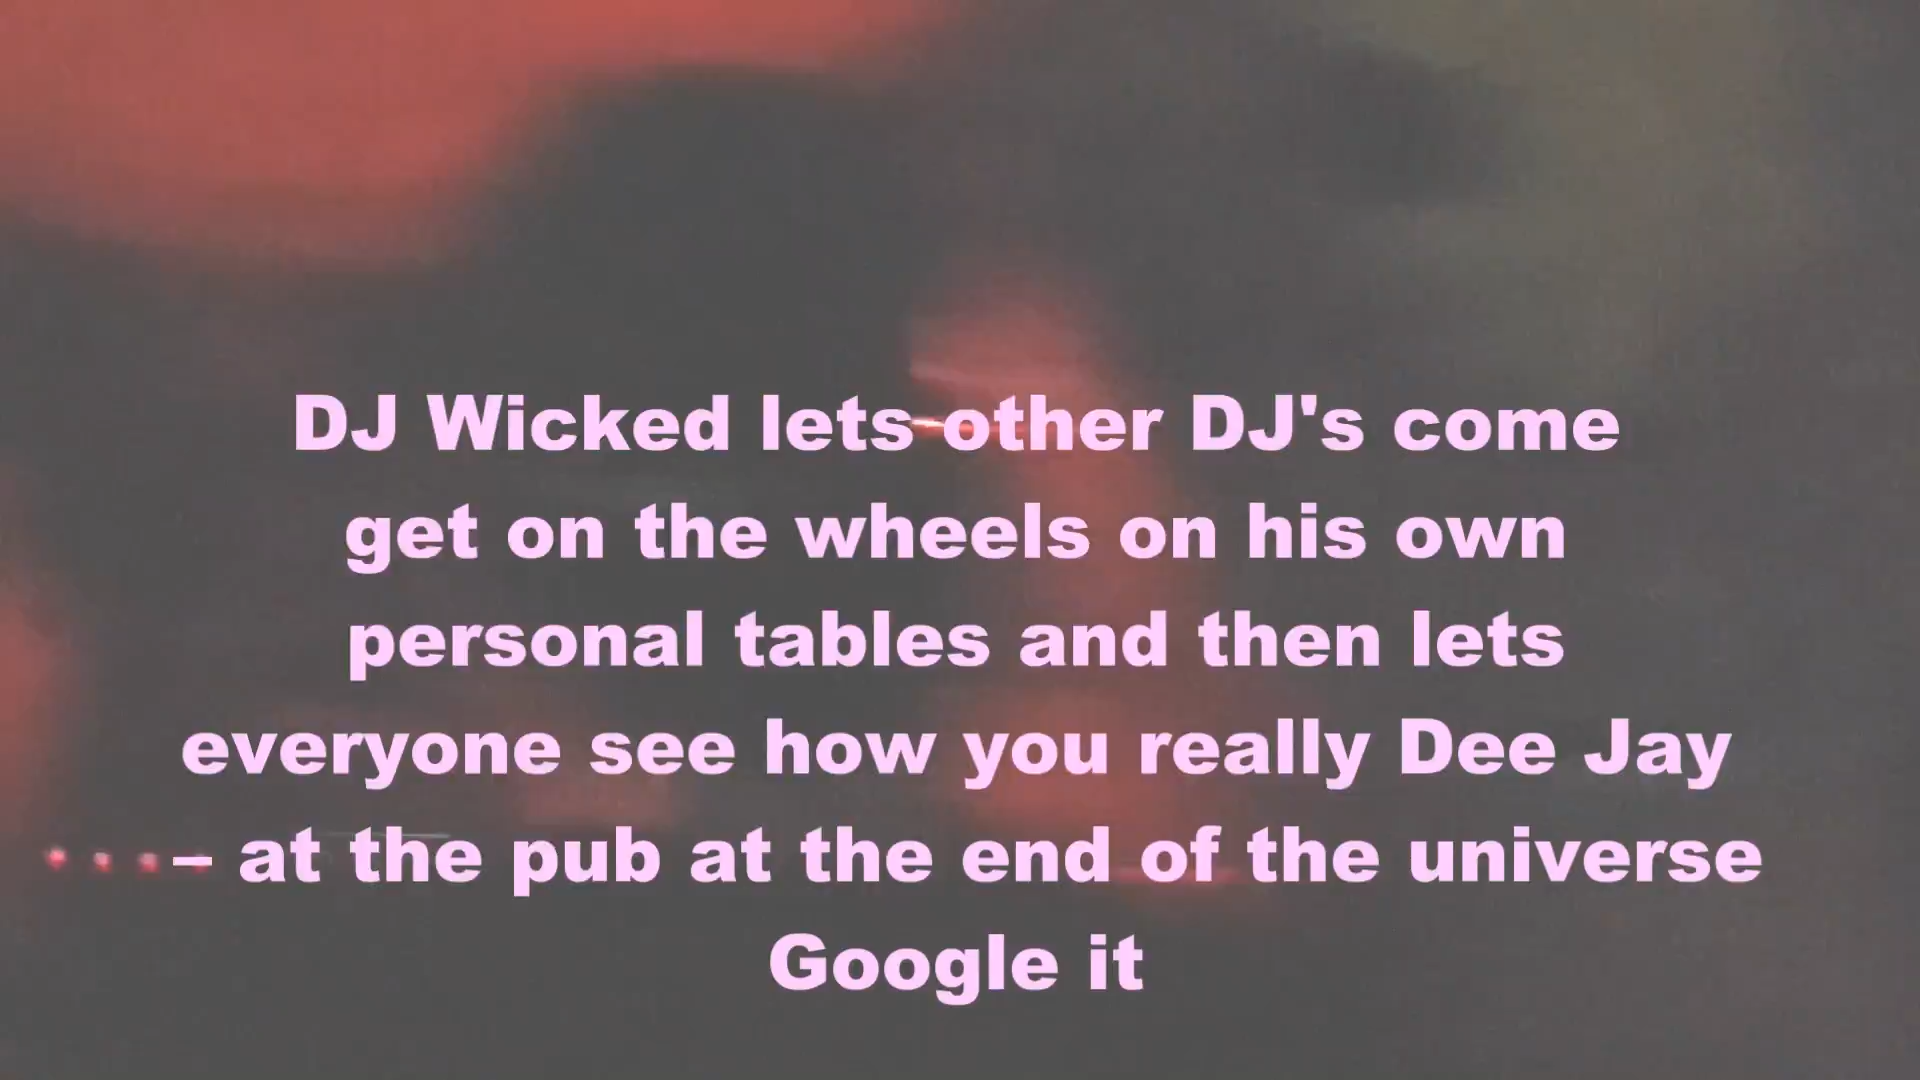 DJ Wicked lets other DJ's come
get on the wheels on his own
personal tables and then lets
everyone see how you really Dee Jay
– at the pub at the end of the universe
Google it